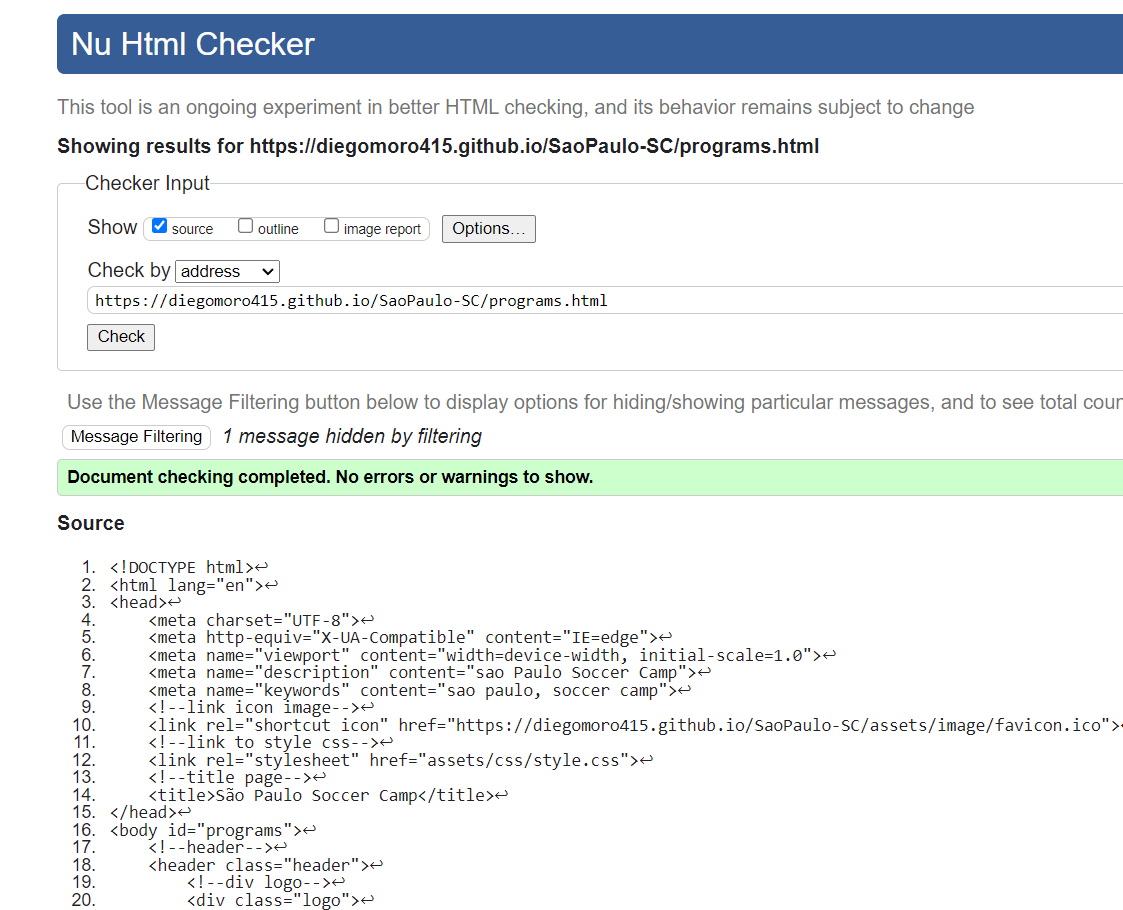 Nu Html Checker
This tool is an ongoing experiment in better HTML checking, and its behavior remains subject to change
Showing results for https://diegomoro415.github.io/SaoPaulo-SC/programs.html
Checker Input
Show source outline image report Options...
Check by address
https://diegomoro415.github.io/SaoPaulo-SC/programs.html
Check
Use the Message Filtering button below to display options for hiding/showing particular messages, and to see total coun
Message Filtering 1 message hidden by filtering
Document checking completed. No errors or warnings to show.
Source
1. <!DOCTYPE html>↩
2. <html lang="en">↩
3. <head>↩
4. <meta charset="UTF-8">↩
5. <meta http-equiv="X-UA-Compatible" content="IE=edge">↩
6. <meta name="viewport" content="width=device-width, initial-scale=1.0">↩
7. <meta name="description" content="sao Paulo Soccer Camp">↩
8. <meta name="keywords" content="sao paulo, soccer camp">↩
9. <!--link icon image-->↩
10. <link rel="shortcut icon" href="https://diegomoro415.github.io/SaoPaulo-SC/assets/image/favicon.ico">↩
11. <!--link to style css-->↩
12. <link rel="stylesheet" href="assets/css/style.css">↩
13. <!--title page-->↩
14. <title>São Paulo Soccer Camp</title>↩
15. </head>↩
16. <body id="programs">↩
17. <!--header-->↩
18. <header class="header">↩
19. <!--div logo-->↩
20. <div class="logo">↩